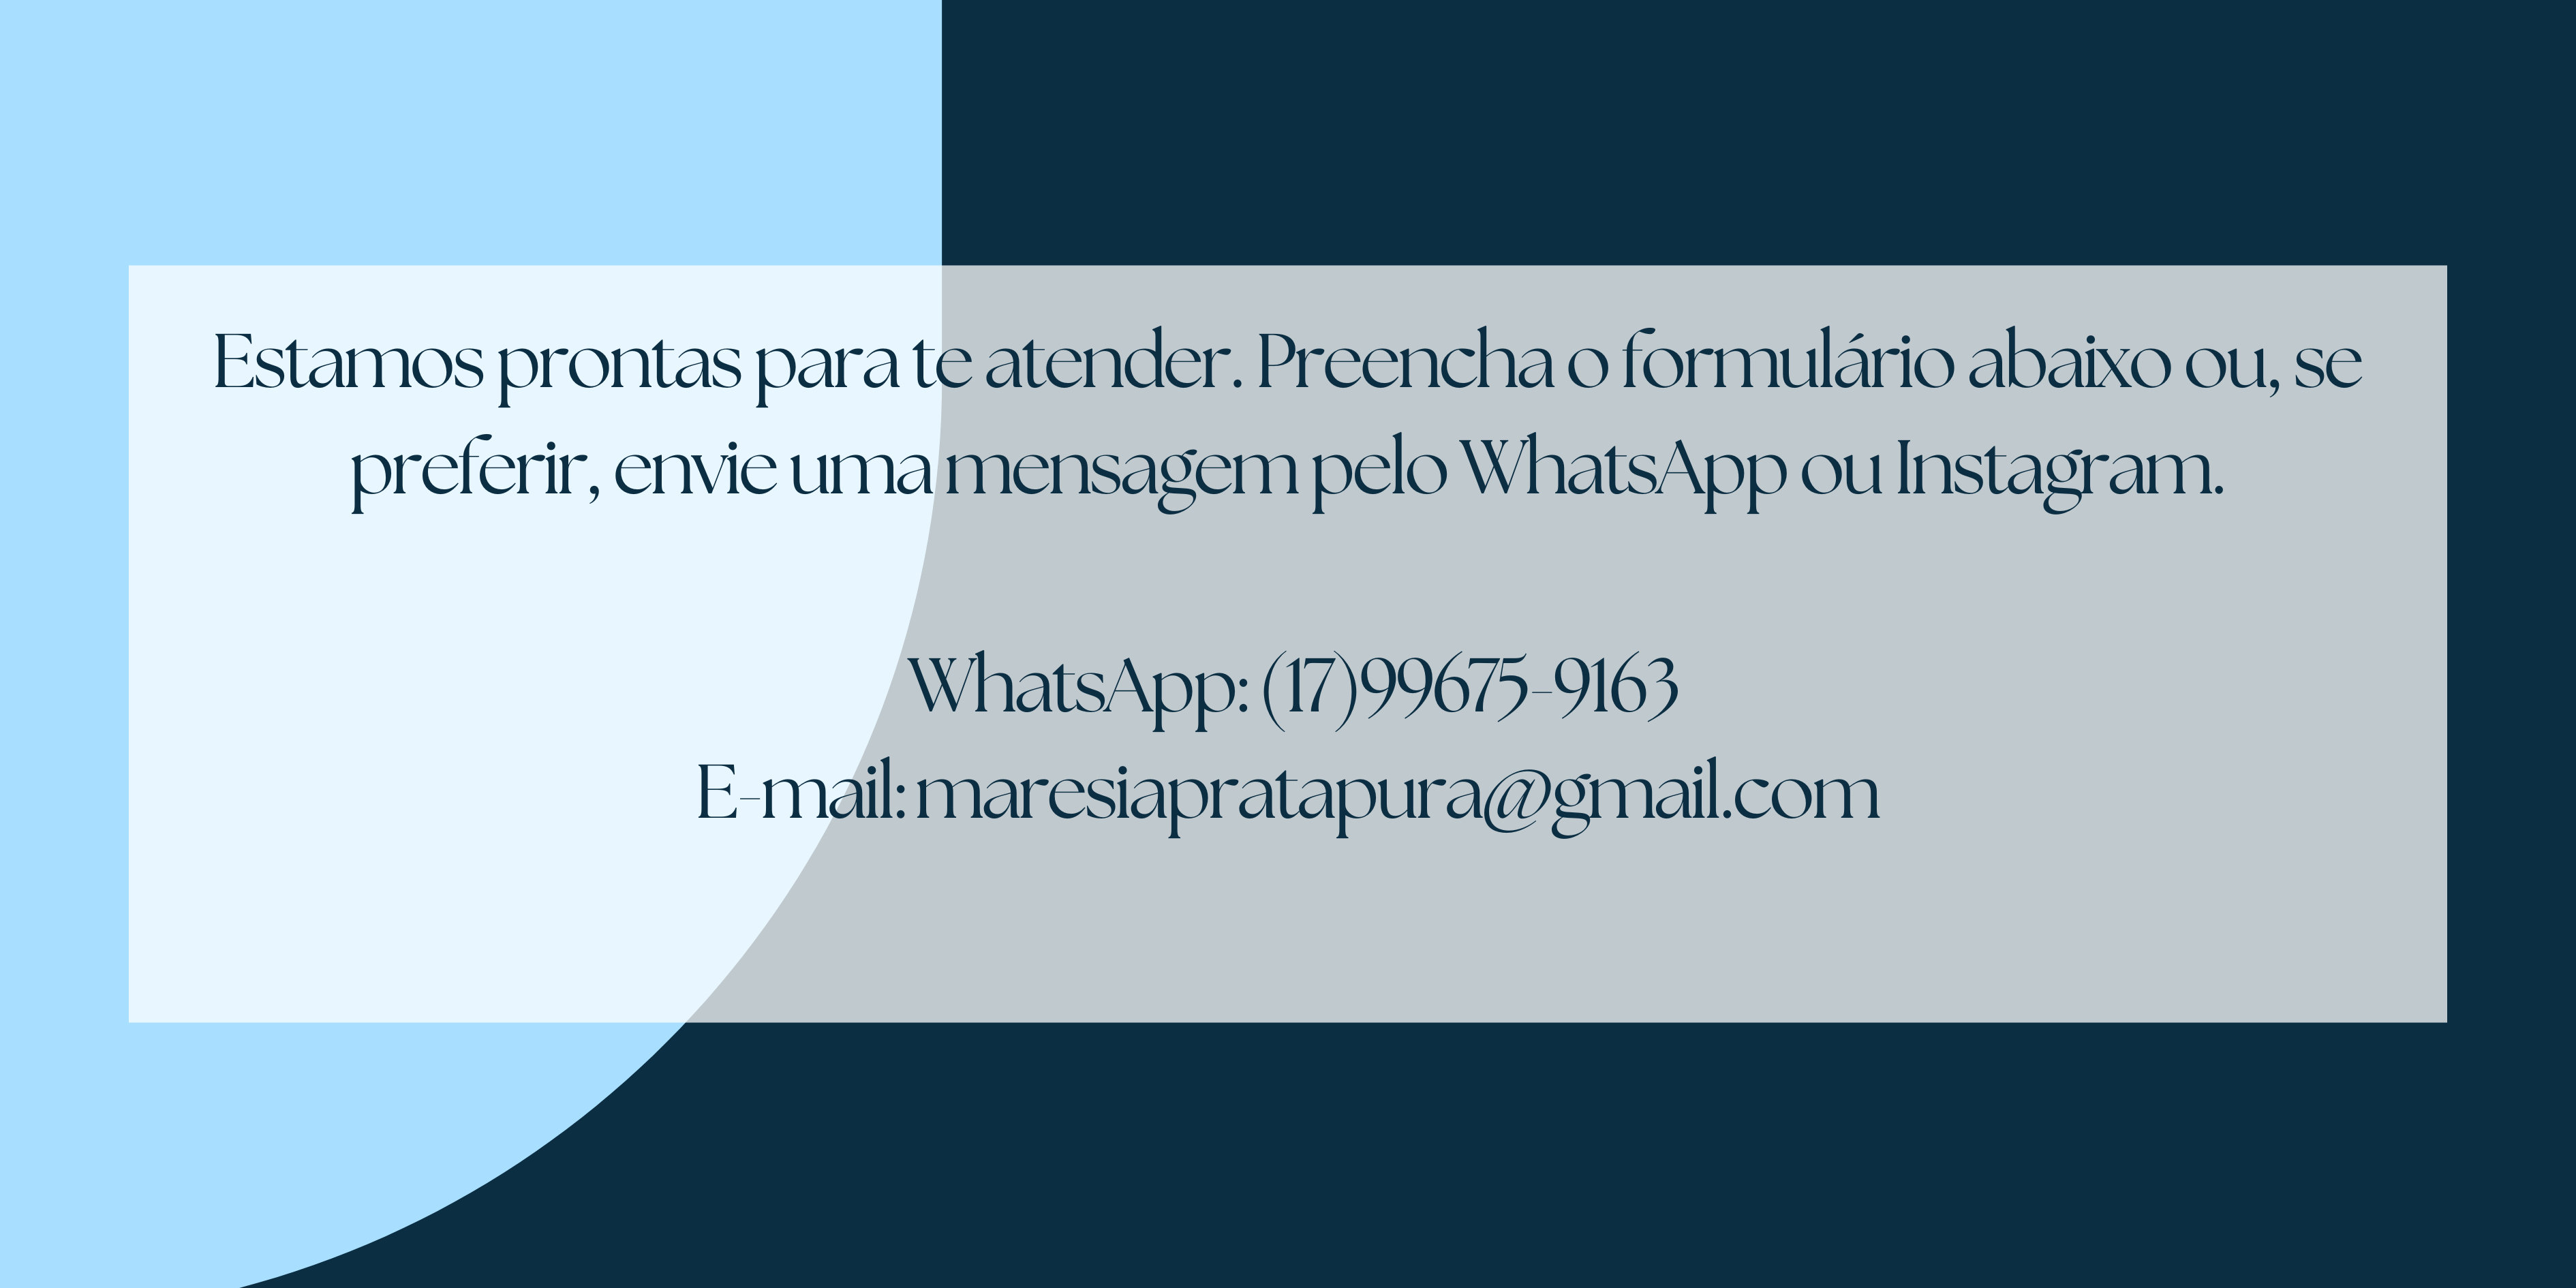 Estamos prontas para te atender. Preencha o formulário abaixo ou, se
preferir, envie uma mensagem pelo WhatsApp ou Instagram.
WhatsApp: (17)99675-9163
E-mail: maresiapratapura@gmail.com